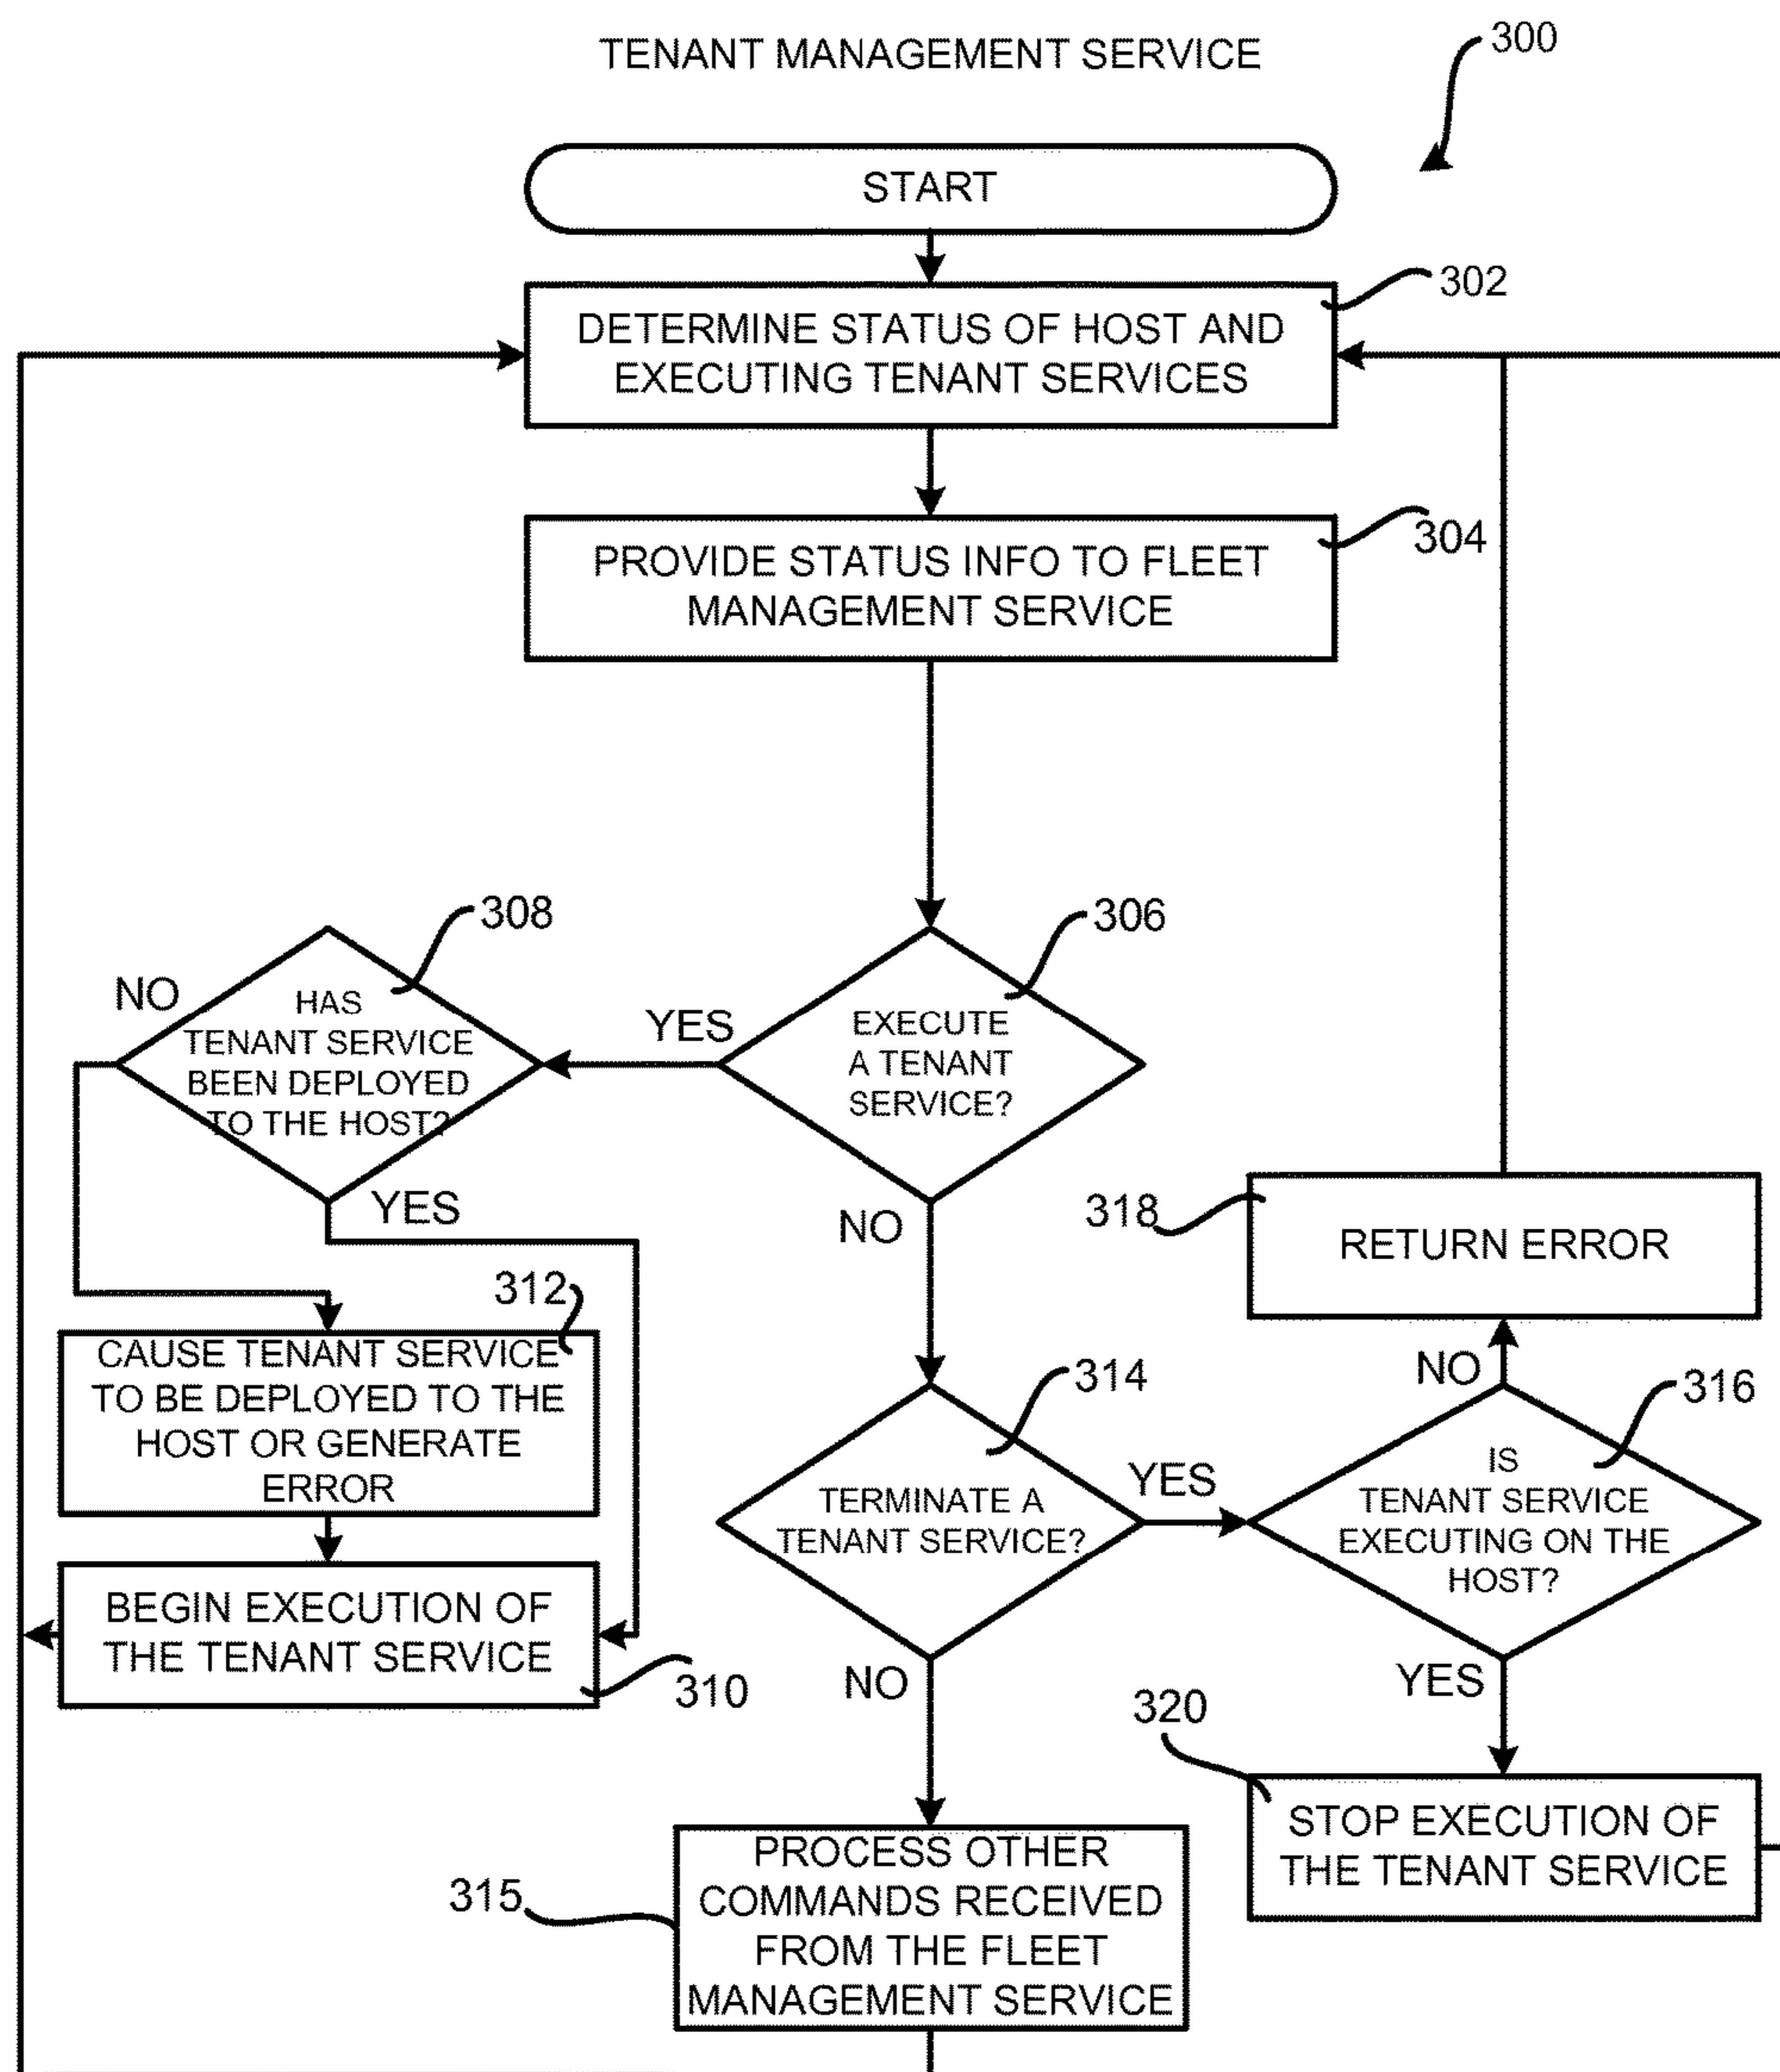 TENANT MANAGEMENT SERVICE
300
START
302
DETERMINE STATUS OF HOST AND
EXECUTING TENANT SERVICES
304
PROVIDE STATUS INFO TO FLEET
MANAGEMENT SERVICE
308
306
NO
HAS
TENANT SERVICE
BEEN DEPLOYED
TO THE HOST?
YES
EXECUTE
A TENANT
SERVICE?
YES
NO
318
RETURN ERROR
312
CAUSE TENANT SERVICE
TO BE DEPLOYED TO THE
HOST OR GENERATE
ERROR
314
NO
316
TERMINATE A
TENANT SERVICE?
YES
IS
TENANT SERVICE
EXECUTING ON THE
HOST?
BEGIN EXECUTION OF
THE TENANT SERVICE
310
NO
YES
320
STOP EXECUTION OF
THE TENANT SERVICE
315
PROCESS OTHER
COMMANDS RECEIVED
FROM THE FLEET
MANAGEMENT SERVICE